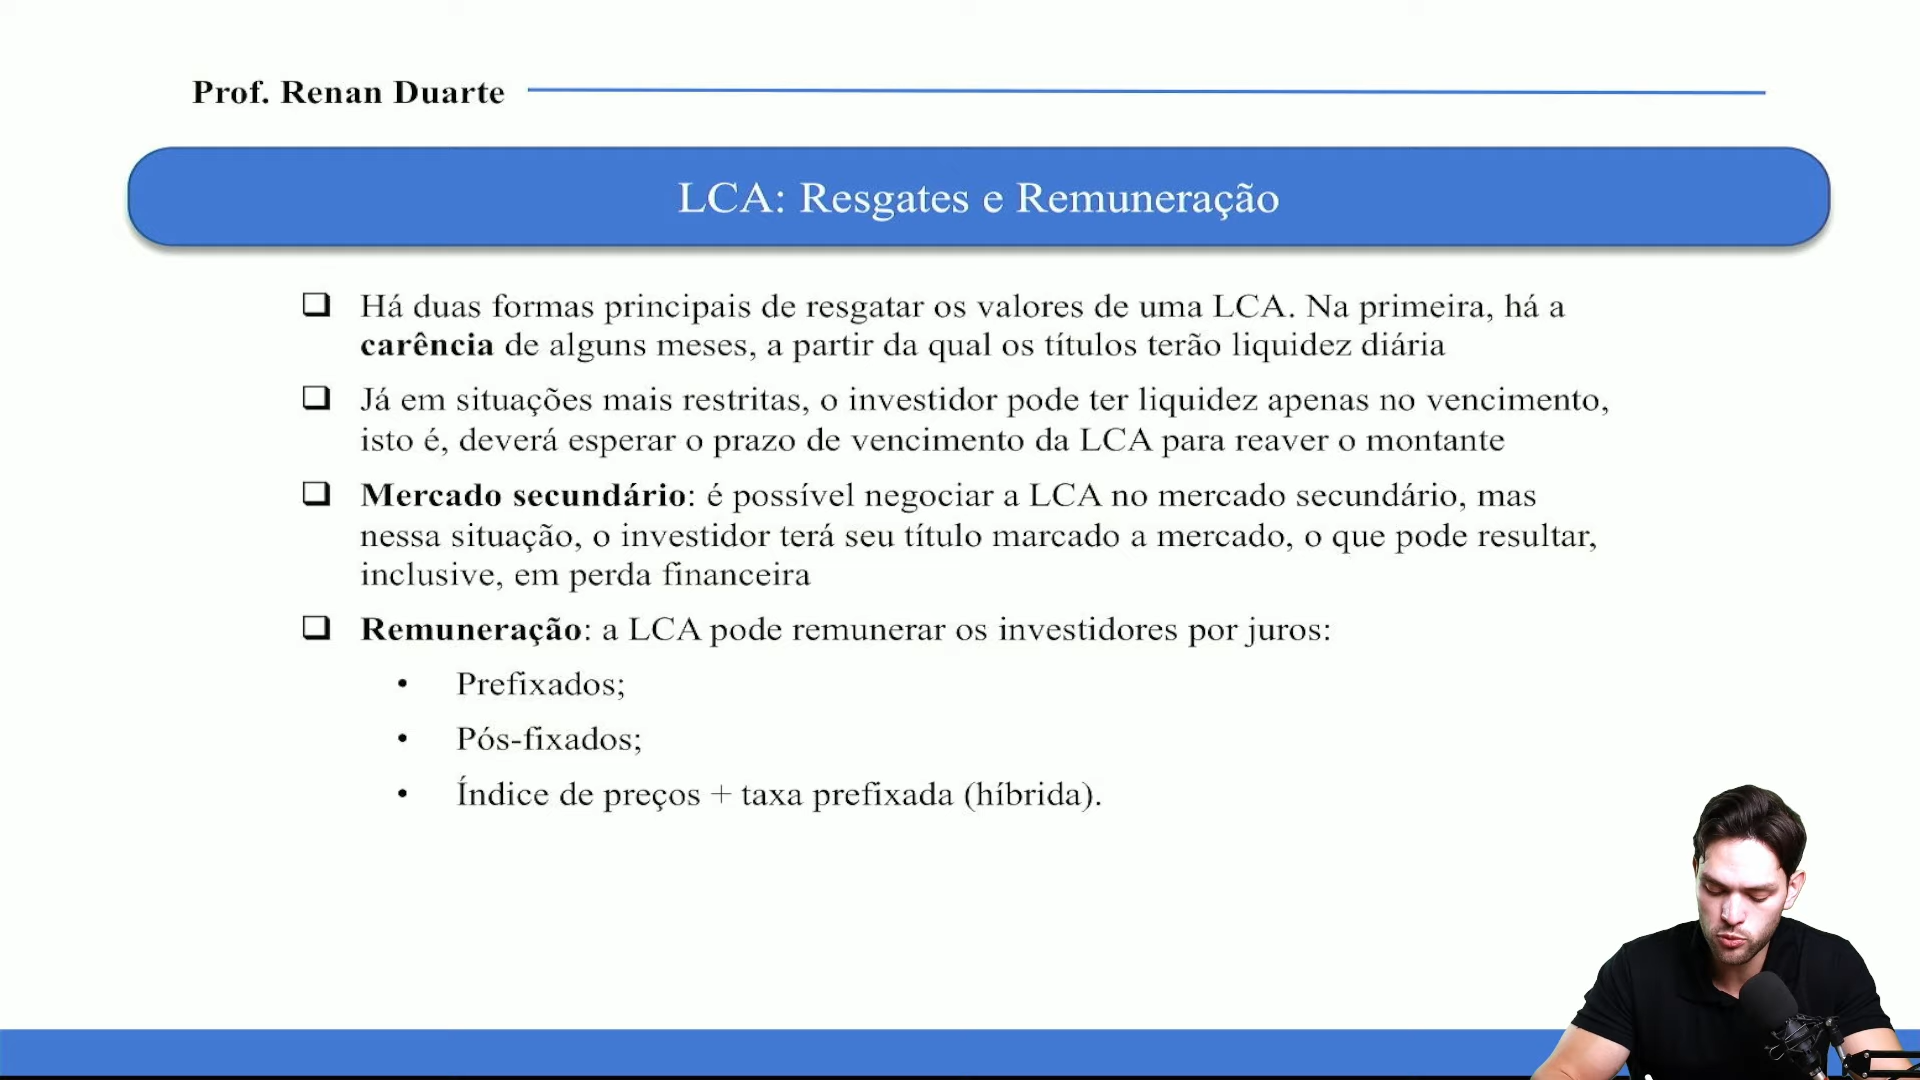 Prof. Renan Duarte
LCA: Resgates e Remuneração
Há duas formas principais de resgatar os valores de uma LCA. Na primeira, há a
carência de alguns meses, a partir da qual os títulos terão liquidez diária
Já em situações mais restritas, o investidor pode ter liquidez apenas no vencimento,
isto é, deverá esperar o prazo de vencimento da LCA para reaver o montante
Mercado secundário: é possível negociar a LCA no mercado secundário, mas
nessa situação, o investidor terá seu título marcado a mercado, o que pode resultar,
inclusive, em perda financeira
Remuneração: a LCA pode remunerar os investidores por juros:
• Prefixados;
• Pós-fixados;
• Índice de preços + taxa prefixada (híbrida).